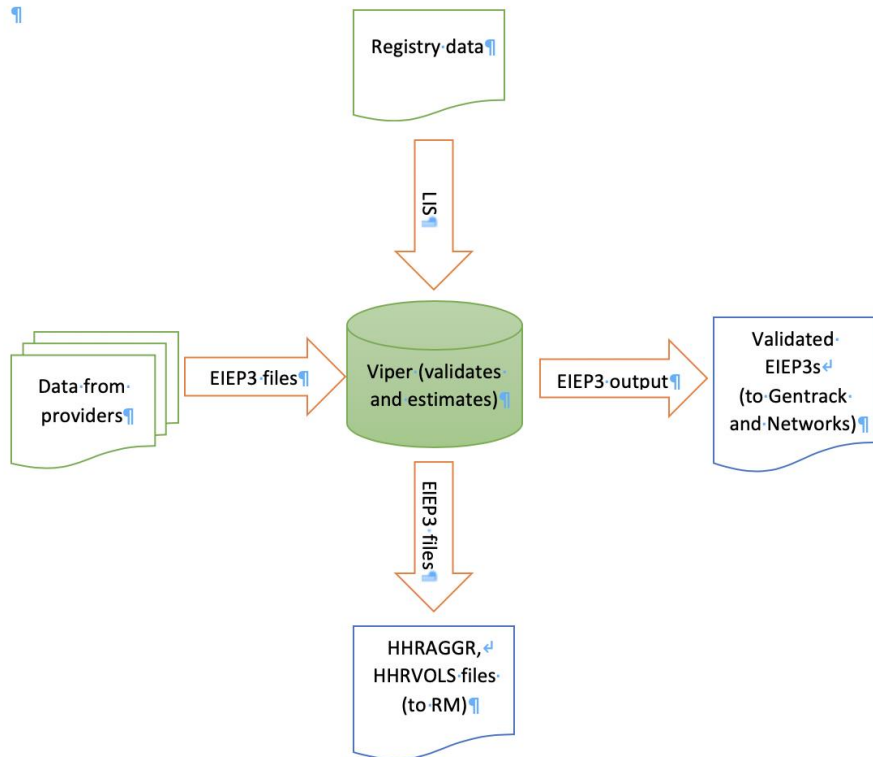 Registry data
LIS
Data from
providers
EIEP3 files
Viper (validates
and estimates)
EIEP3 output
Validated
EIEP3s
(to Gentrack
and Networks)
EIEP3
files
HHRAGGR,
HHRVOLS files
(to RM)